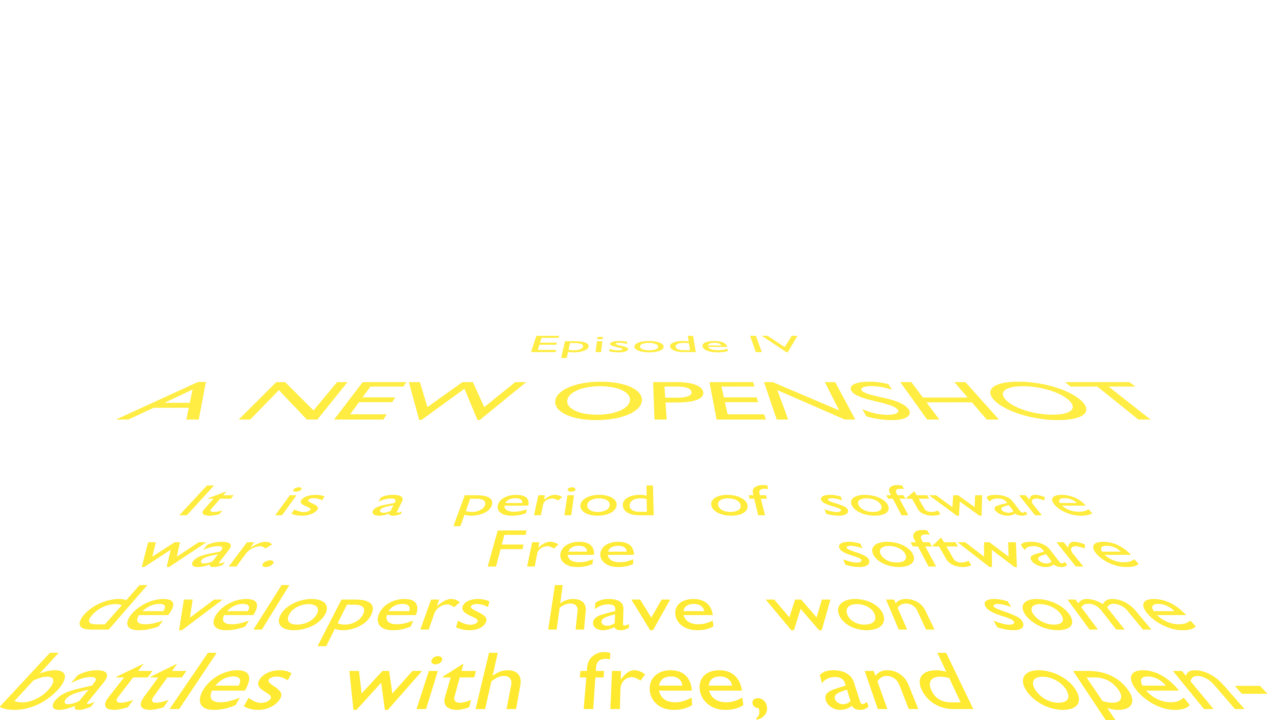 Episode IV
A NEW OPENSHOT
It is a period of software
war. Free software
developers have won some
battles with free, and open-